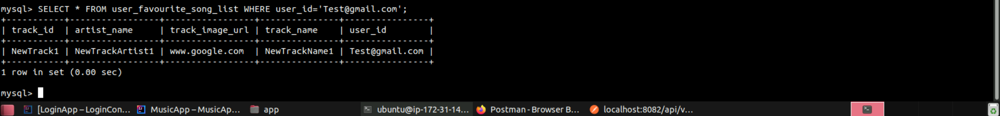 mysql> SELECT * FROM user_favourite_song_list WHERE user_id='Test@gmail.com';
+-----------+-----------------+-----------------+---------------+----------------+
| track_id  | artist_name     | track_image_url | track_name    | user_id        |
+-----------+-----------------+-----------------+---------------+----------------+
| NewTrack1 | NewTrackArtist1 | www.google.com  | NewTrackName1 | Test@gmail.com |
+-----------+-----------------+-----------------+---------------+----------------+
1 row in set (0.00 sec)
mysql>
[LoginApp – LoginCon... MusicApp – MusicAp... app ubuntu@ip-172-31-14... Postman - Browser B... localhost:8082/api/v...